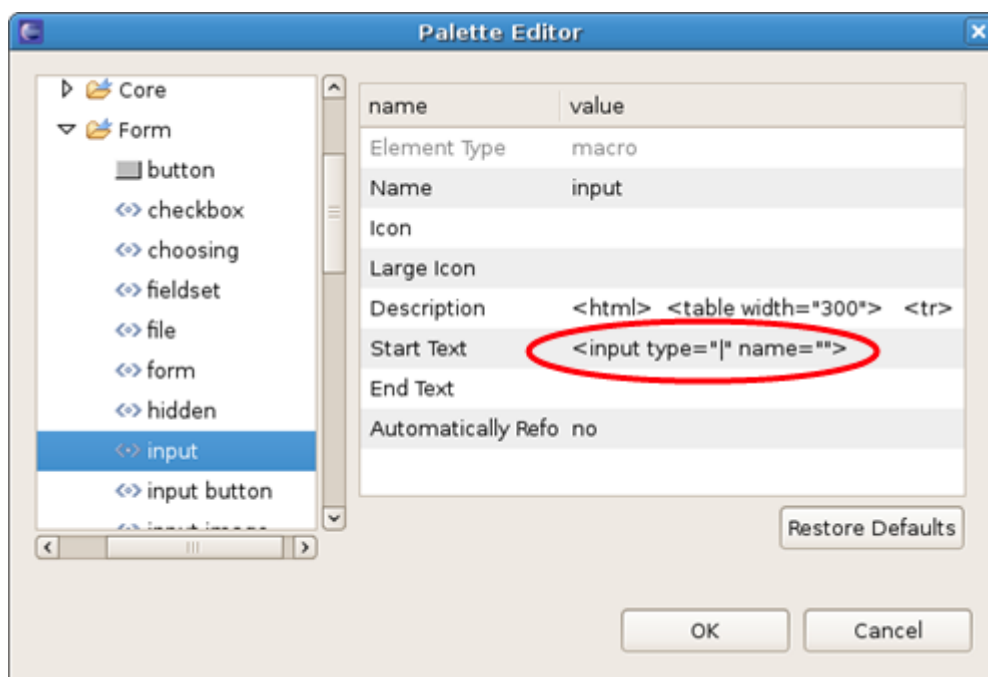 Palette Editor
Core
Form
button
checkbox
choosing
fieldset
file
form
hidden
input
input button
input image
name value
Element Type macro
Name input
Icon
Large Icon
Description <html> <table width="300"> <tr>
Start Text <input type="|" name="">
End Text
Automatically Refo no
Restore Defaults
OK Cancel